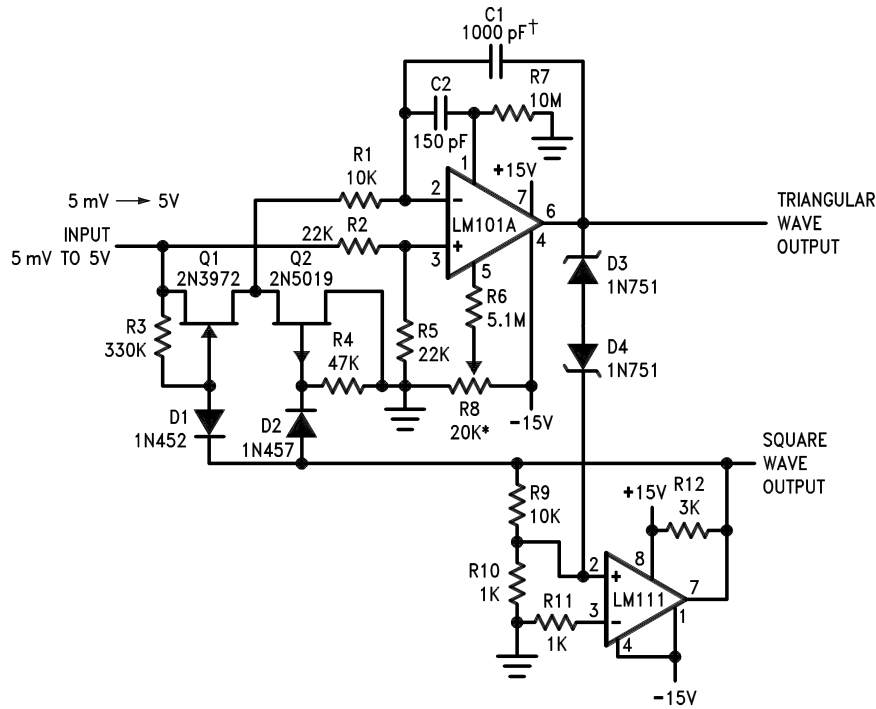 C1
1000 pF†
C2
150 pF
R7
10M
R1
10K
1
+15V
7
5 mV → 5V
2
−
LM101A
6
TRIANGULAR
WAVE
OUTPUT
INPUT
5 mV TO 5V
22K
R2
+
3
4
5
Q1
2N3972
Q2
2N5019
R6
5.1M
D3
1N751
R3
330K
R4
47K
R5
22K
D4
1N751
R8
20K*
−15V
D1
1N452
D2
1N457
SQUARE
WAVE
OUTPUT
R9
10K
+15V
R12
3K
R10
1K
2
+
8
LM111
7
R11
1K
3
−
1
4
−15V